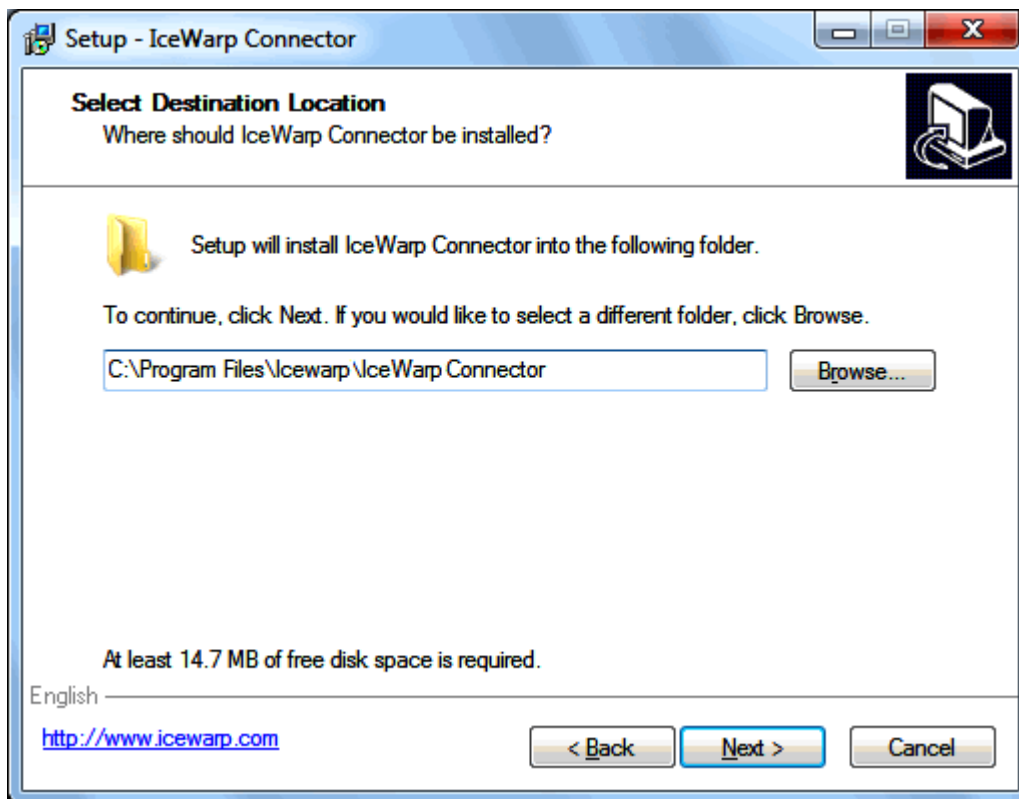 Setup - IceWarp Connector
Select Destination Location
Where should IceWarp Connector be installed?
Setup will install IceWarp Connector into the following folder.
To continue, click Next. If you would like to select a different folder, click Browse.
C:\Program Files\Icewarp\IceWarp Connector
Browse...
At least 14.7 MB of free disk space is required.
English
http://www.icewarp.com
< Back
Next >
Cancel